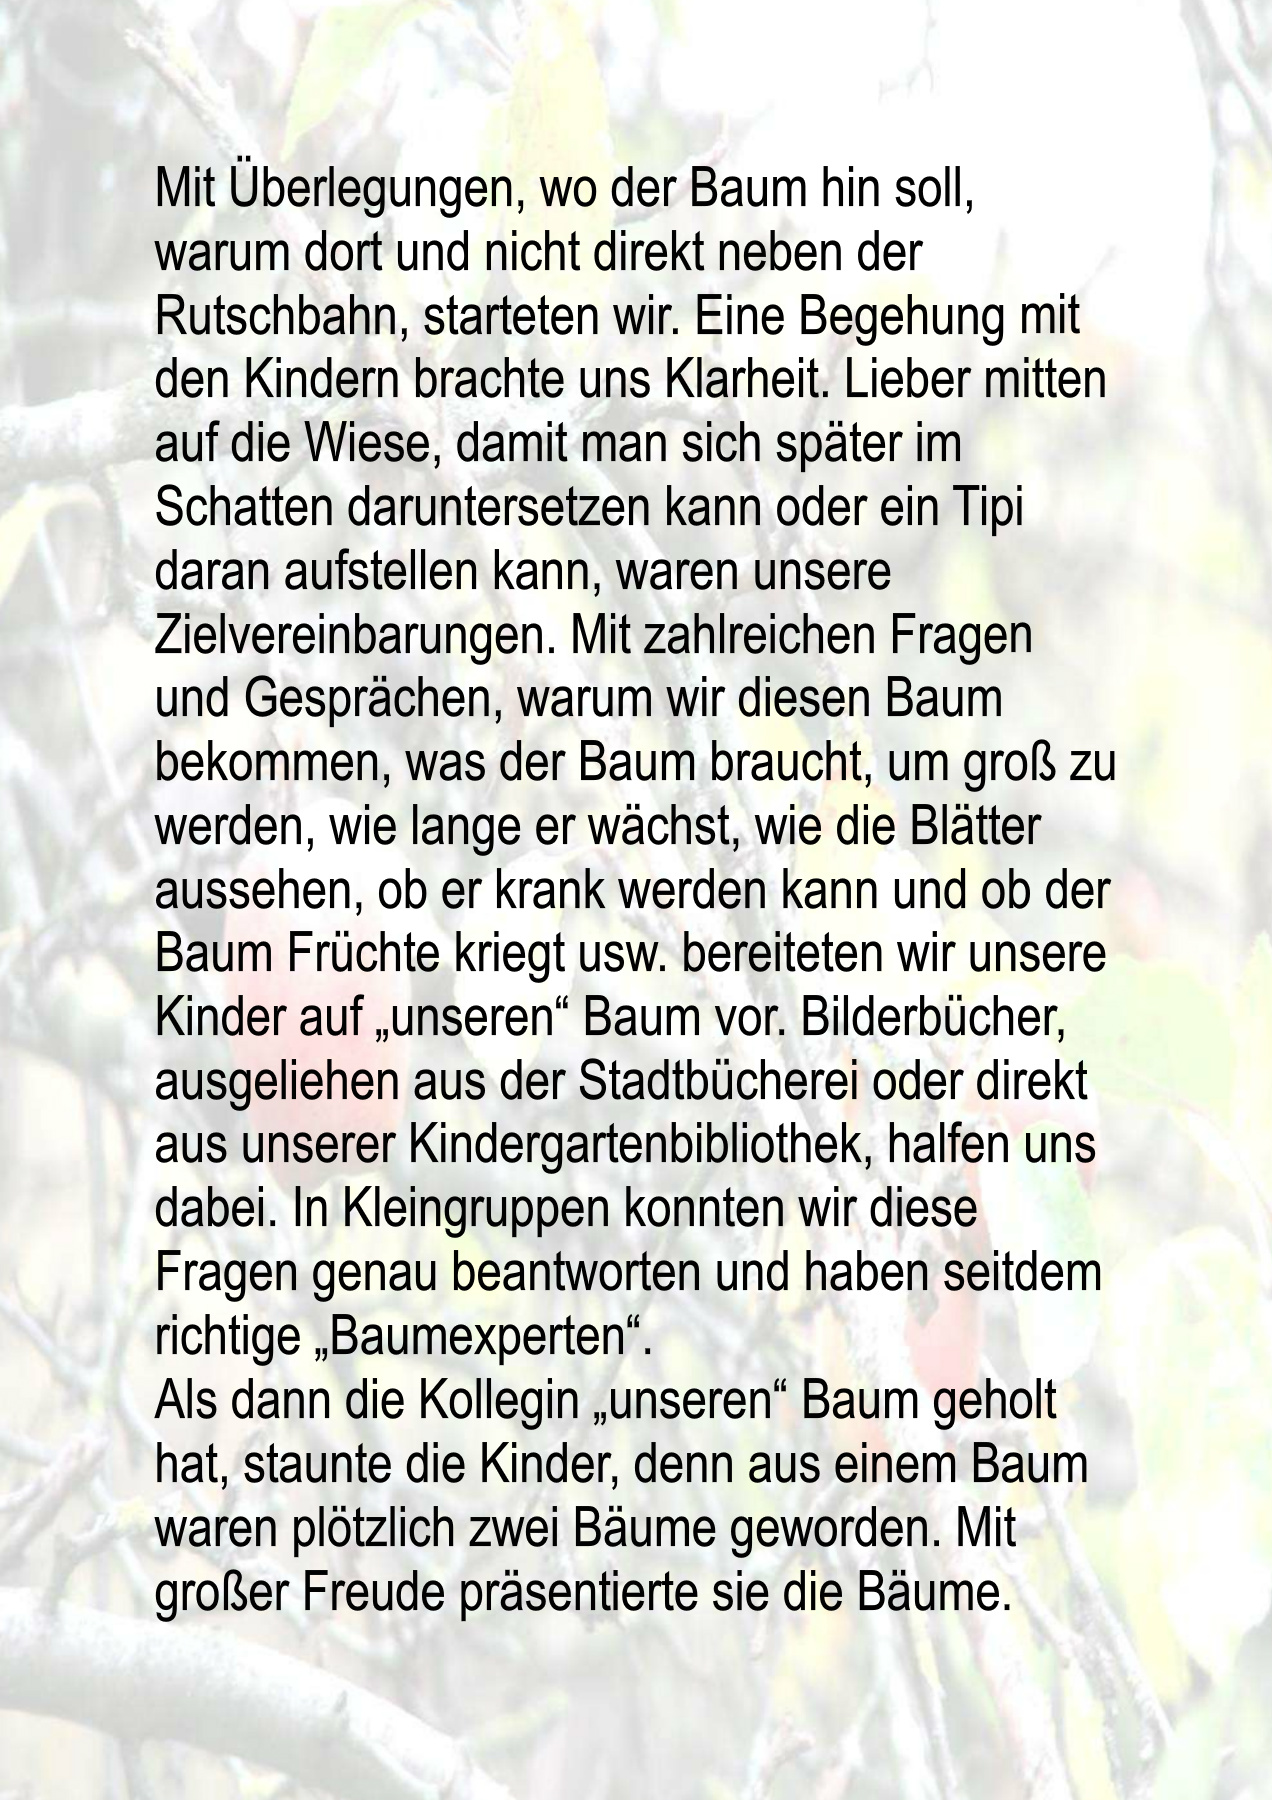 Mit Überlegungen, wo der Baum hin soll,
warum dort und nicht direkt neben der
Rutschbahn, starteten wir. Eine Begehung mit
den Kindern brachte uns Klarheit. Lieber mitten
auf die Wiese, damit man sich später im
Schatten daruntersetzen kann oder ein Tipi
daran aufstellen kann, waren unsere
Zielvereinbarungen. Mit zahlreichen Fragen
und Gesprächen, warum wir diesen Baum
bekommen, was der Baum braucht, um groß zu
werden, wie lange er wächst, wie die Blätter
aussehen, ob er krank werden kann und ob der
Baum Früchte kriegt usw. bereiteten wir unsere
Kinder auf „unseren“ Baum vor. Bilderbücher,
ausgeliehen aus der Stadtbücherei oder direkt
aus unserer Kindergartenbibliothek, halfen uns
dabei. In Kleingruppen konnten wir diese
Fragen genau beantworten und haben seitdem
richtige „Baumexperten“.
Als dann die Kollegin „unseren“ Baum geholt
hat, staunte die Kinder, denn aus einem Baum
waren plötzlich zwei Bäume geworden. Mit
großer Freude präsentierte sie die Bäume.